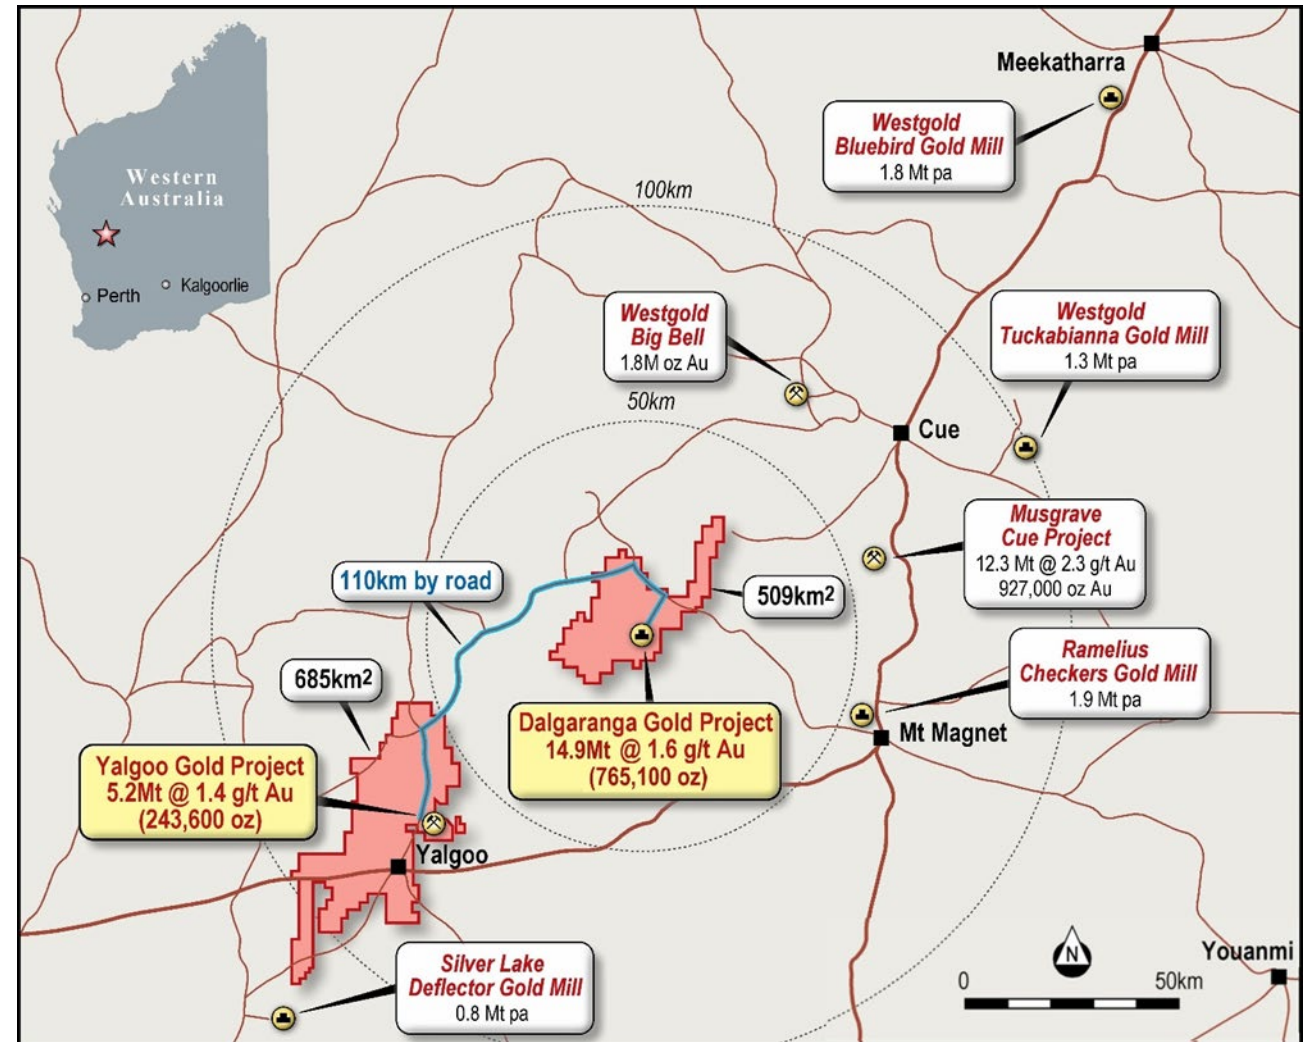 Meekatharra
Westgold
Bluebird Gold Mill
1.8 Mt pa
Western
Australia
Perth
Kalgoorlie
100km
Westgold
Big Bell
1.8M oz Au
Westgold
Tuckabianna Gold Mill
1.3 Mt pa
50km
Cue
Musgrave
Cue Project
12.3 Mt @ 2.3 g/t Au
927,000 oz Au
110km by road
509km2
Ramelius
Checkers Gold Mill
1.9 Mt pa
685km2
Dalgaranga Gold Project
14.9Mt @ 1.6 g/t Au
(765,100 oz)
Mt Magnet
Yalgoo Gold Project
5.2Mt @ 1.4 g/t Au
(243,600 oz)
Yalgoo
Silver Lake
Deflector Gold Mill
0.8 Mt pa
Youanmi
N
0 50km